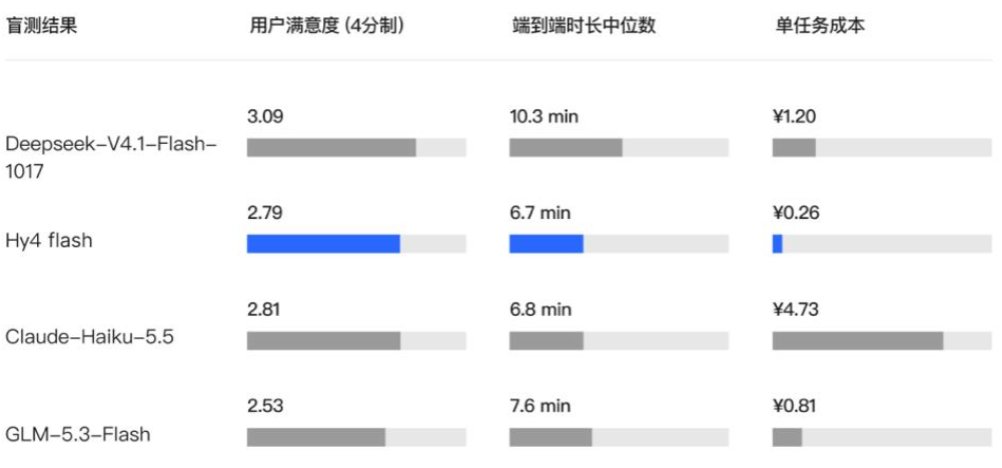 盲测结果 用户满意度 (4分制) 端到端时长中位数 单任务成本
3.09 10.3 min ¥1.20
Deepseek-V4.1-Flash-
1017
2.79 6.7 min ¥0.26
Hy4 flash
2.81 6.8 min ¥4.73
Claude-Haiku-5.5
2.53 7.6 min ¥0.81
GLM-5.3-Flash